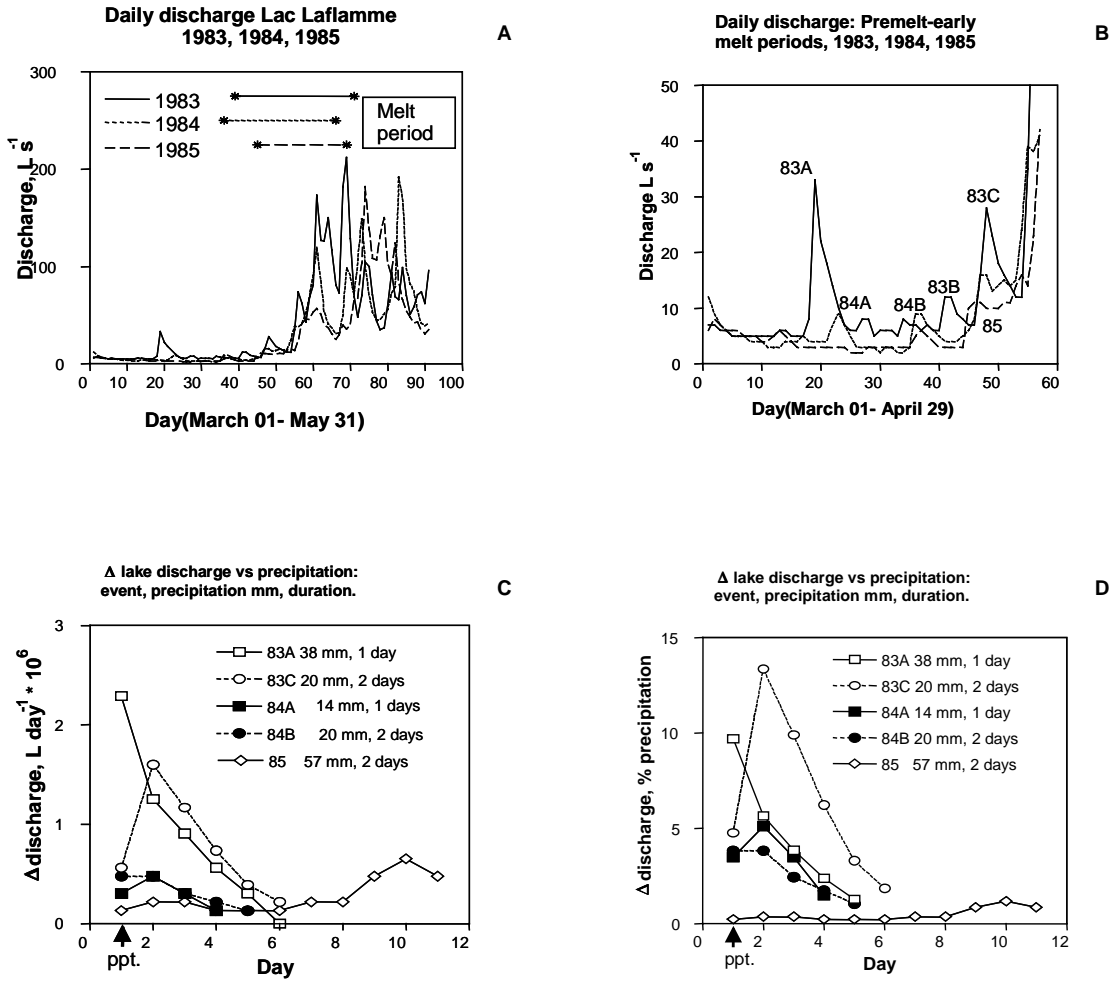 Daily discharge Lac Laflamme
1983, 1984, 1985
A
300
200
100
0
Discharge, L s-1
1983
1984
1985
Melt
period
0 10 20 30 40 50 60 70 80 90 100
Day(March 01- May 31)
Daily discharge: Premelt-early
melt periods, 1983, 1984, 1985
B
50
40
30
20
10
0
Discharge L s-1
83A
83C
84A
84B
83B
85
0 10 20 30 40 50 60
Day(March 01- April 29)
Δ lake discharge vs precipitation:
event, precipitation mm, duration.
C
3
2
1
0
Δdischarge, L day-1 * 10^6
83A 38 mm, 1 day
83C 20 mm, 2 days
84A 14 mm, 1 days
84B 20 mm, 2 days
85 57 mm, 2 days
0 2 4 6 8 10 12
ppt.
Day
Δ lake discharge vs precipitation:
event, precipitation mm, duration.
D
15
10
5
0
Δdischarge, % precipitation
83A 38 mm, 1 day
83C 20 mm, 2 days
84A 14 mm, 1 day
84B 20 mm, 2 days
85 57 mm, 2 days
0 2 4 6 8 10 12
ppt.
Day